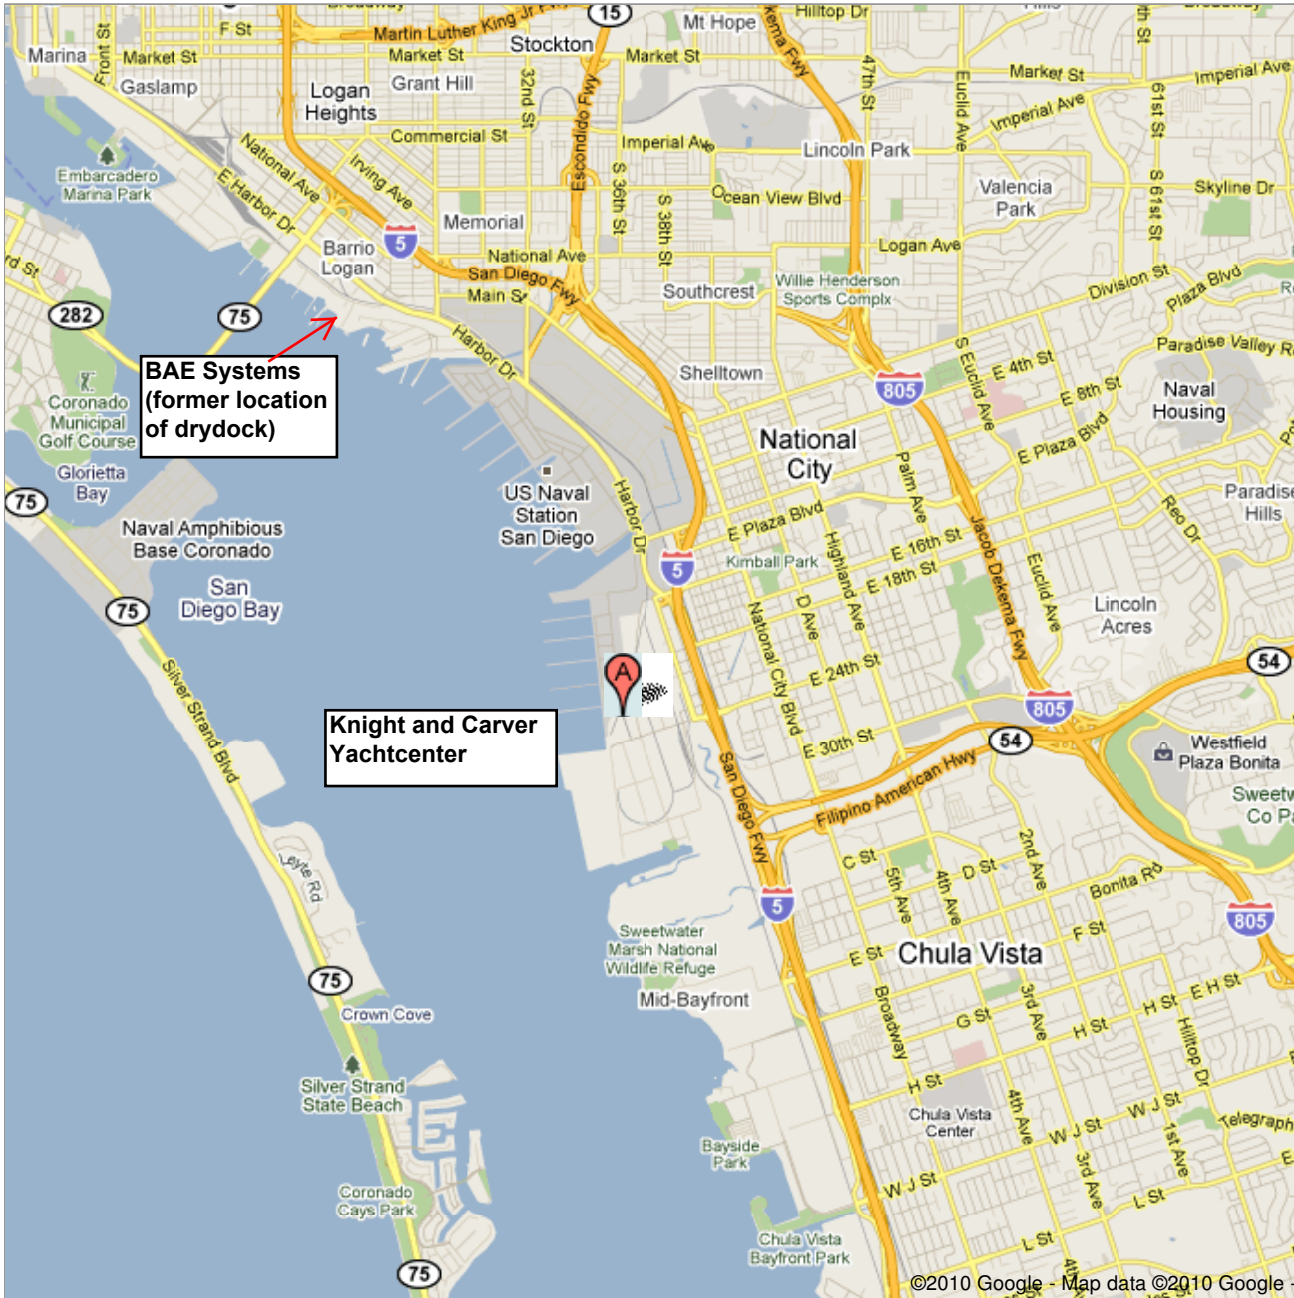 Broadway
F St
Front St
Marina
Market St
Gaslamp
Martin Luther King Jr Fwy
Market St
Grant Hill
Logan
Heights
Stockton
15
Mt Hope
Hilltop Dr
Hills
Broadway
Market St
32nd St
Escondido Fwy
47th St
Euclid Ave
Market St
Imperial Ave
61st St
Imperial Ave
Commercial St
Imperial Ave
Lincoln Park
Embarcadero
Marina Park
National Ave
E Harbor Dr
Irving Ave
Memorial
S 36th St
S 38th St
Ocean View Blvd
Valencia
Park
S 61st St
Skyline Dr
Logan Ave
Barrio
Logan
5
National Ave
San Diego Fwy
Main St
Southcrest
Willie Henderson
Sports Complx
Division St
Plaza Blvd
rd St
282
75
Harbor Dr
BAE Systems
(former location
of drydock)
Shelltown
805
S Euclid Ave
E 4th St
E 8th St
Paradise Valley R
Naval
Housing
Coronado
Municipal
Golf Course
Glorietta
Bay
75
National
City
Palm Ave
E Plaza Blvd
Reo Dr
Paradise
Hills
US Naval
Station
San Diego
Harbor Dr
E Plaza Blvd
Naval Amphibious
Base Coronado
San
Diego Bay
75
5
Kimball Park
Highland Ave
E 16th St
E 18th St
Jacob Dekema Fwy
Euclid Ave
Lincoln
Acres
D Ave
National City Blvd
Silver Strand Blvd
A
E 24th St
54
805
Knight and Carver
Yachtcenter
E 30th St
54
Westfield
Plaza Bonita
San Diego Fwy
Filipino American Hwy
Sweetw
Co Pa
Leyte Rd
C St
D St
2nd Ave
5th Ave
4th Ave
Bonita Rd
5
805
Sweetwater
Marsh National
Wildlife Refuge
E St
F St
Chula Vista
75
Mid-Bayfront
Crown Cove
Broadway
G St
3rd Ave
H St
E H St
Hilltop Dr
Silver Strand
State Beach
H St
Chula Vista
Center
4th Ave
W J St
W J St
1st Ave
Telegraph
Bayside
Park
3rd Ave
W J St
L St
Coronado
Cays Park
Chula Vista
Bayfront Park
L St
75
©2010 Google - Map data ©2010 Google -